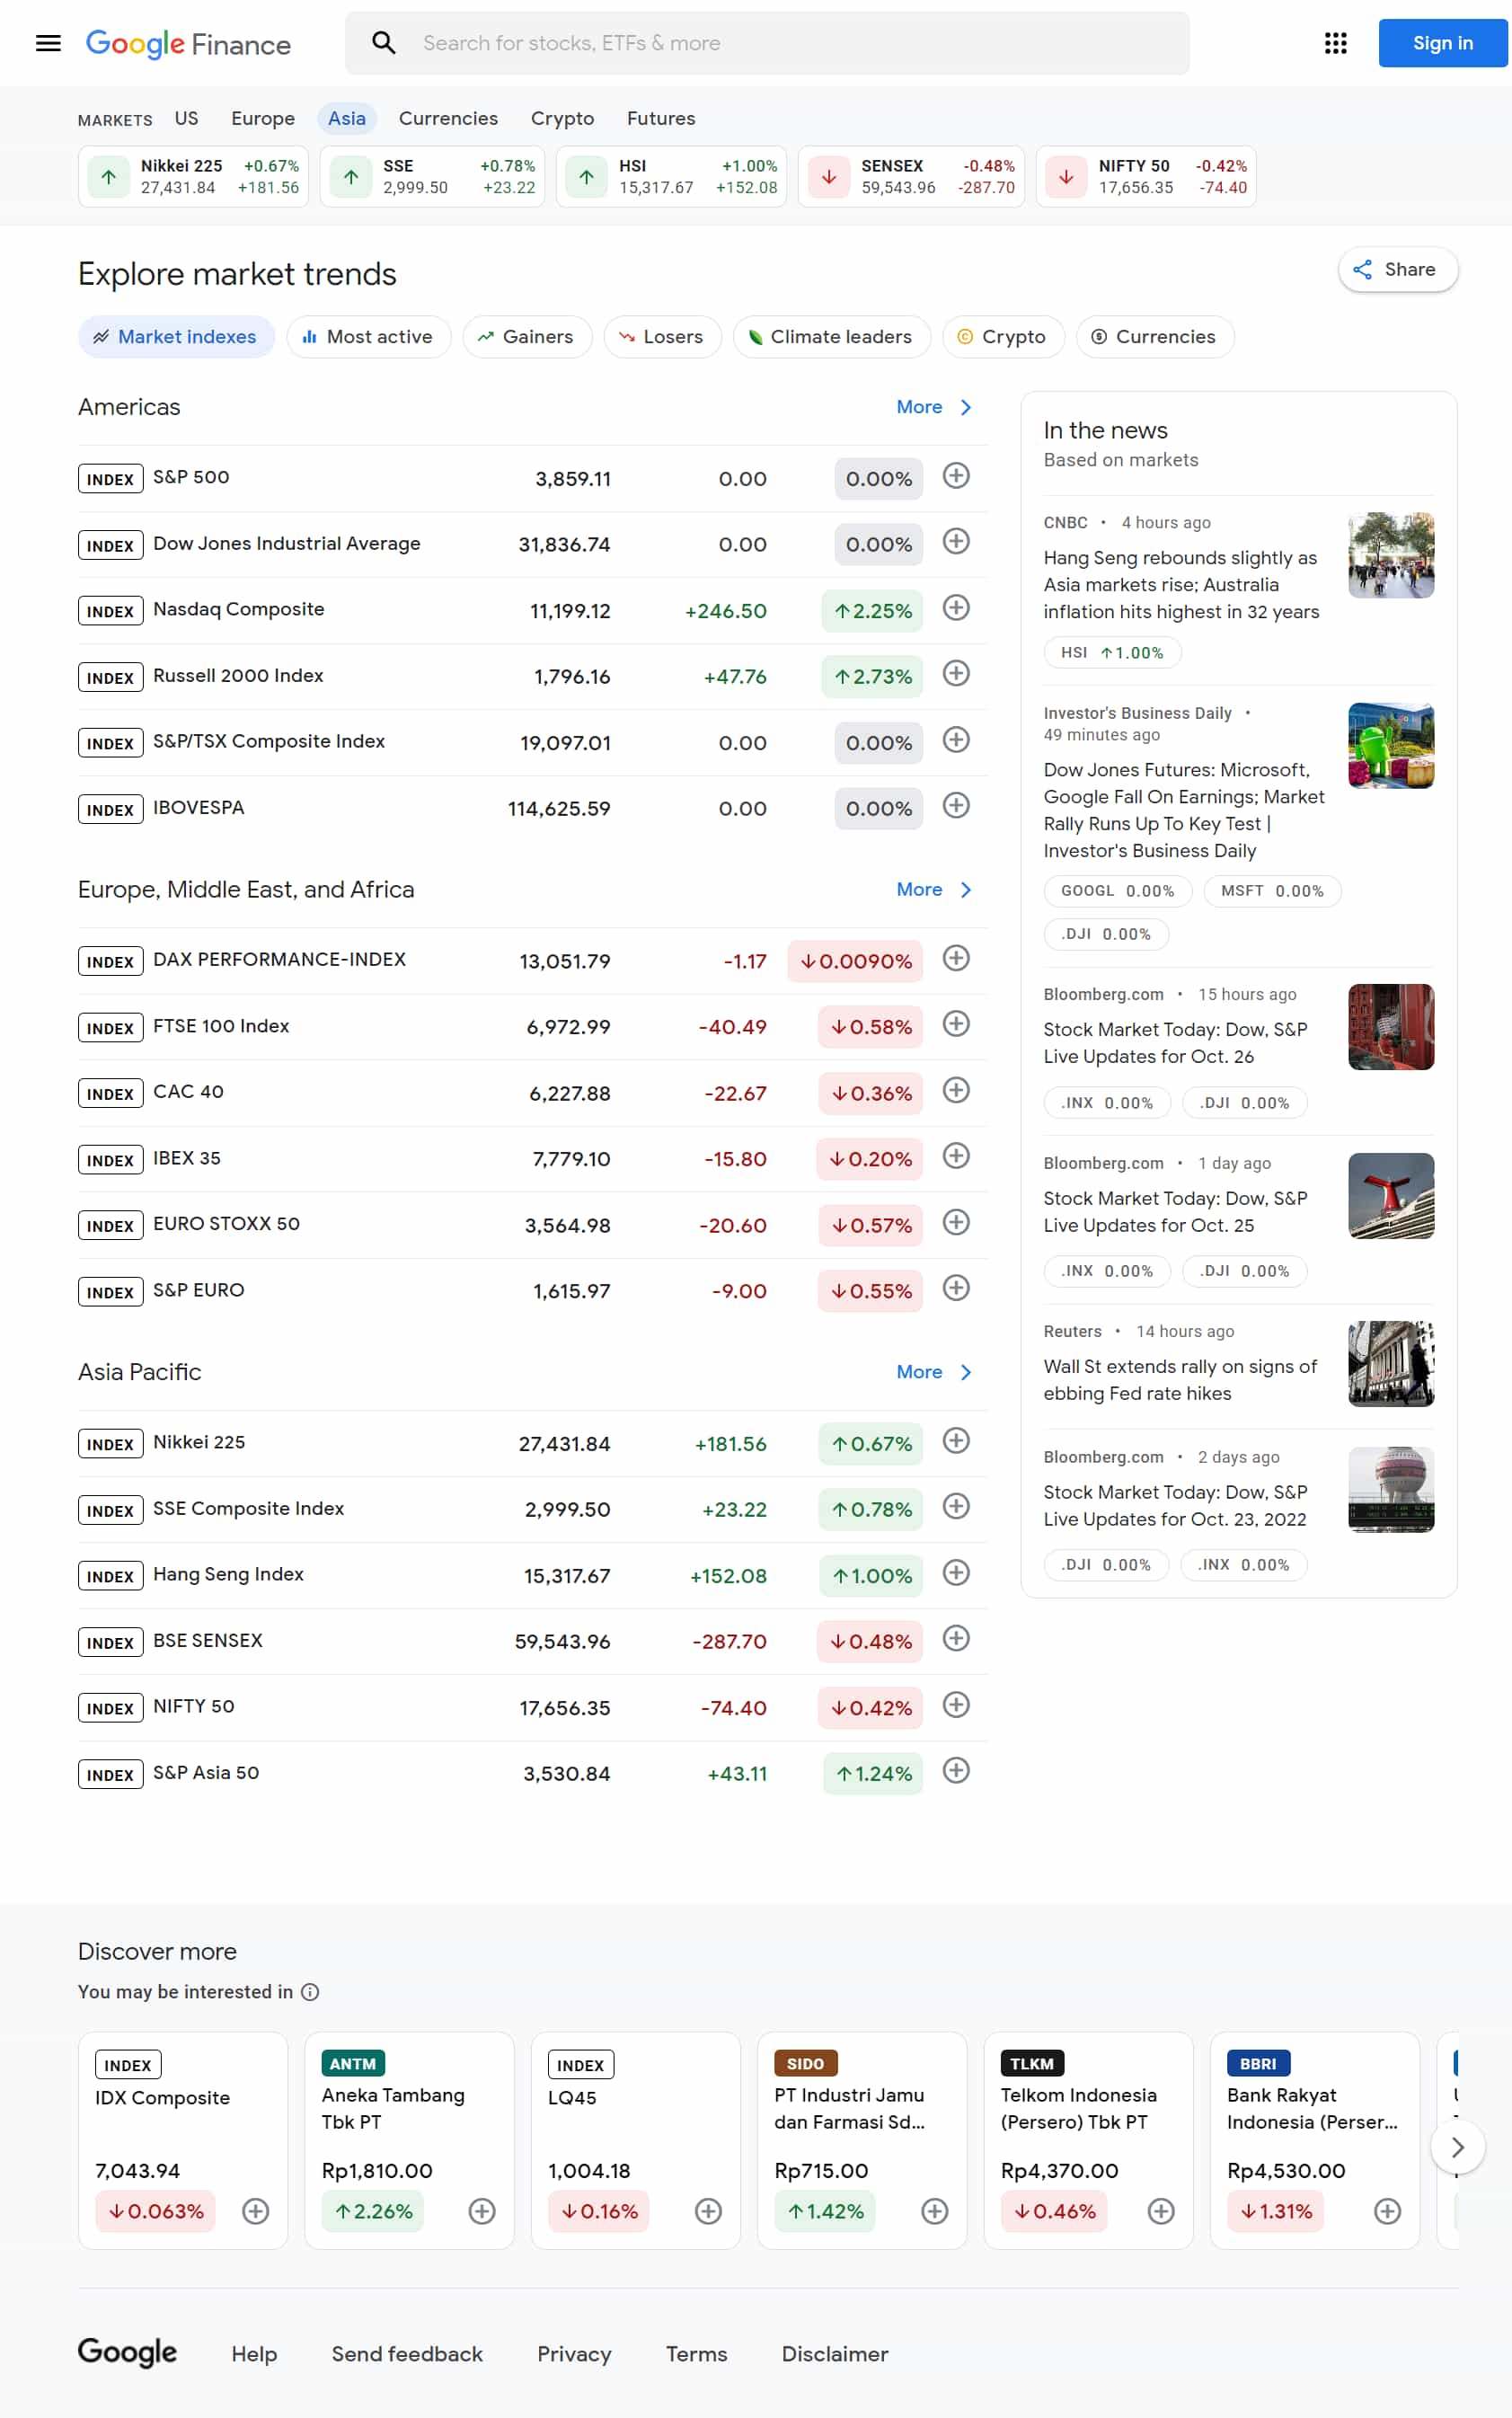 Google Finance
Search for stocks, ETFs & more
Sign in
MARKETS US Europe Asia Currencies Crypto Futures
Nikkei 225 +0.67%
27,431.84 +181.56
SSE +0.78%
2,999.50 +23.22
HSI +1.00%
15,317.67 +152.08
SENSEX -0.48%
59,543.96 -287.70
NIFTY 50 -0.42%
17,656.35 -74.40
Explore market trends
Share
Market indexes Most active Gainers Losers Climate leaders Crypto Currencies
Americas More
INDEX S&P 500 3,859.11 0.00 0.00%
INDEX Dow Jones Industrial Average 31,836.74 0.00 0.00%
INDEX Nasdaq Composite 11,199.12 +246.50 ↑2.25%
INDEX Russell 2000 Index 1,796.16 +47.76 ↑2.73%
INDEX S&P/TSX Composite Index 19,097.01 0.00 0.00%
INDEX IBOVESPA 114,625.59 0.00 0.00%
Europe, Middle East, and Africa More
INDEX DAX PERFORMANCE-INDEX 13,051.79 -1.17 ↓0.0090%
INDEX FTSE 100 Index 6,972.99 -40.49 ↓0.58%
INDEX CAC 40 6,227.88 -22.67 ↓0.36%
INDEX IBEX 35 7,779.10 -15.80 ↓0.20%
INDEX EURO STOXX 50 3,564.98 -20.60 ↓0.57%
INDEX S&P EURO 1,615.97 -9.00 ↓0.55%
Asia Pacific More
INDEX Nikkei 225 27,431.84 +181.56 ↑0.67%
INDEX SSE Composite Index 2,999.50 +23.22 ↑0.78%
INDEX Hang Seng Index 15,317.67 +152.08 ↑1.00%
INDEX BSE SENSEX 59,543.96 -287.70 ↓0.48%
INDEX NIFTY 50 17,656.35 -74.40 ↓0.42%
INDEX S&P Asia 50 3,530.84 +43.11 ↑1.24%
In the news
Based on markets
CNBC • 4 hours ago
Hang Seng rebounds slightly as
Asia markets rise; Australia
inflation hits highest in 32 years
HSI ↑1.00%
Investor's Business Daily •
49 minutes ago
Dow Jones Futures: Microsoft,
Google Fall On Earnings; Market
Rally Runs Up To Key Test |
Investor's Business Daily
GOOGL 0.00% MSFT 0.00%
.DJI 0.00%
Bloomberg.com • 15 hours ago
Stock Market Today: Dow, S&P
Live Updates for Oct. 26
.INX 0.00% .DJI 0.00%
Bloomberg.com • 1 day ago
Stock Market Today: Dow, S&P
Live Updates for Oct. 25
.INX 0.00% .DJI 0.00%
Reuters • 14 hours ago
Wall St extends rally on signs of
ebbing Fed rate hikes
Bloomberg.com • 2 days ago
Stock Market Today: Dow, S&P
Live Updates for Oct. 23, 2022
.DJI 0.00% .INX 0.00%
Discover more
You may be interested in
INDEX
IDX Composite
7,043.94
↓0.063%
ANTM
Aneka Tambang
Tbk PT
Rp1,810.00
↑2.26%
INDEX
LQ45
1,004.18
↓0.16%
SIDO
PT Industri Jamu
dan Farmasi Sd...
Rp715.00
↑1.42%
TLKM
Telkom Indonesia
(Persero) Tbk PT
Rp4,370.00
↓0.46%
BBRI
Bank Rakyat
Indonesia (Perser...
Rp4,530.00
↓1.31%
Google Help Send feedback Privacy Terms Disclaimer